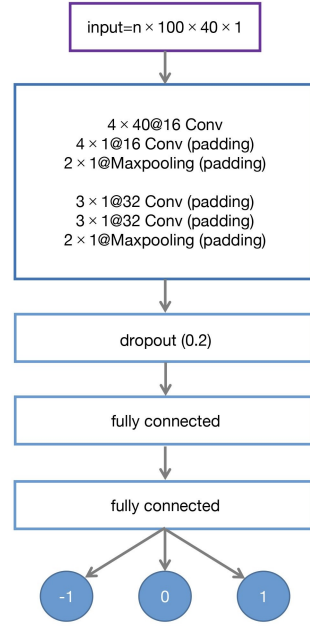 input=n × 100 × 40 × 1
4 × 40@16 Conv
4 × 1@16 Conv (padding)
2 × 1@Maxpooling (padding)
3 × 1@32 Conv (padding)
3 × 1@32 Conv (padding)
2 × 1@Maxpooling (padding)
dropout (0.2)
fully connected
fully connected
-1 0 1